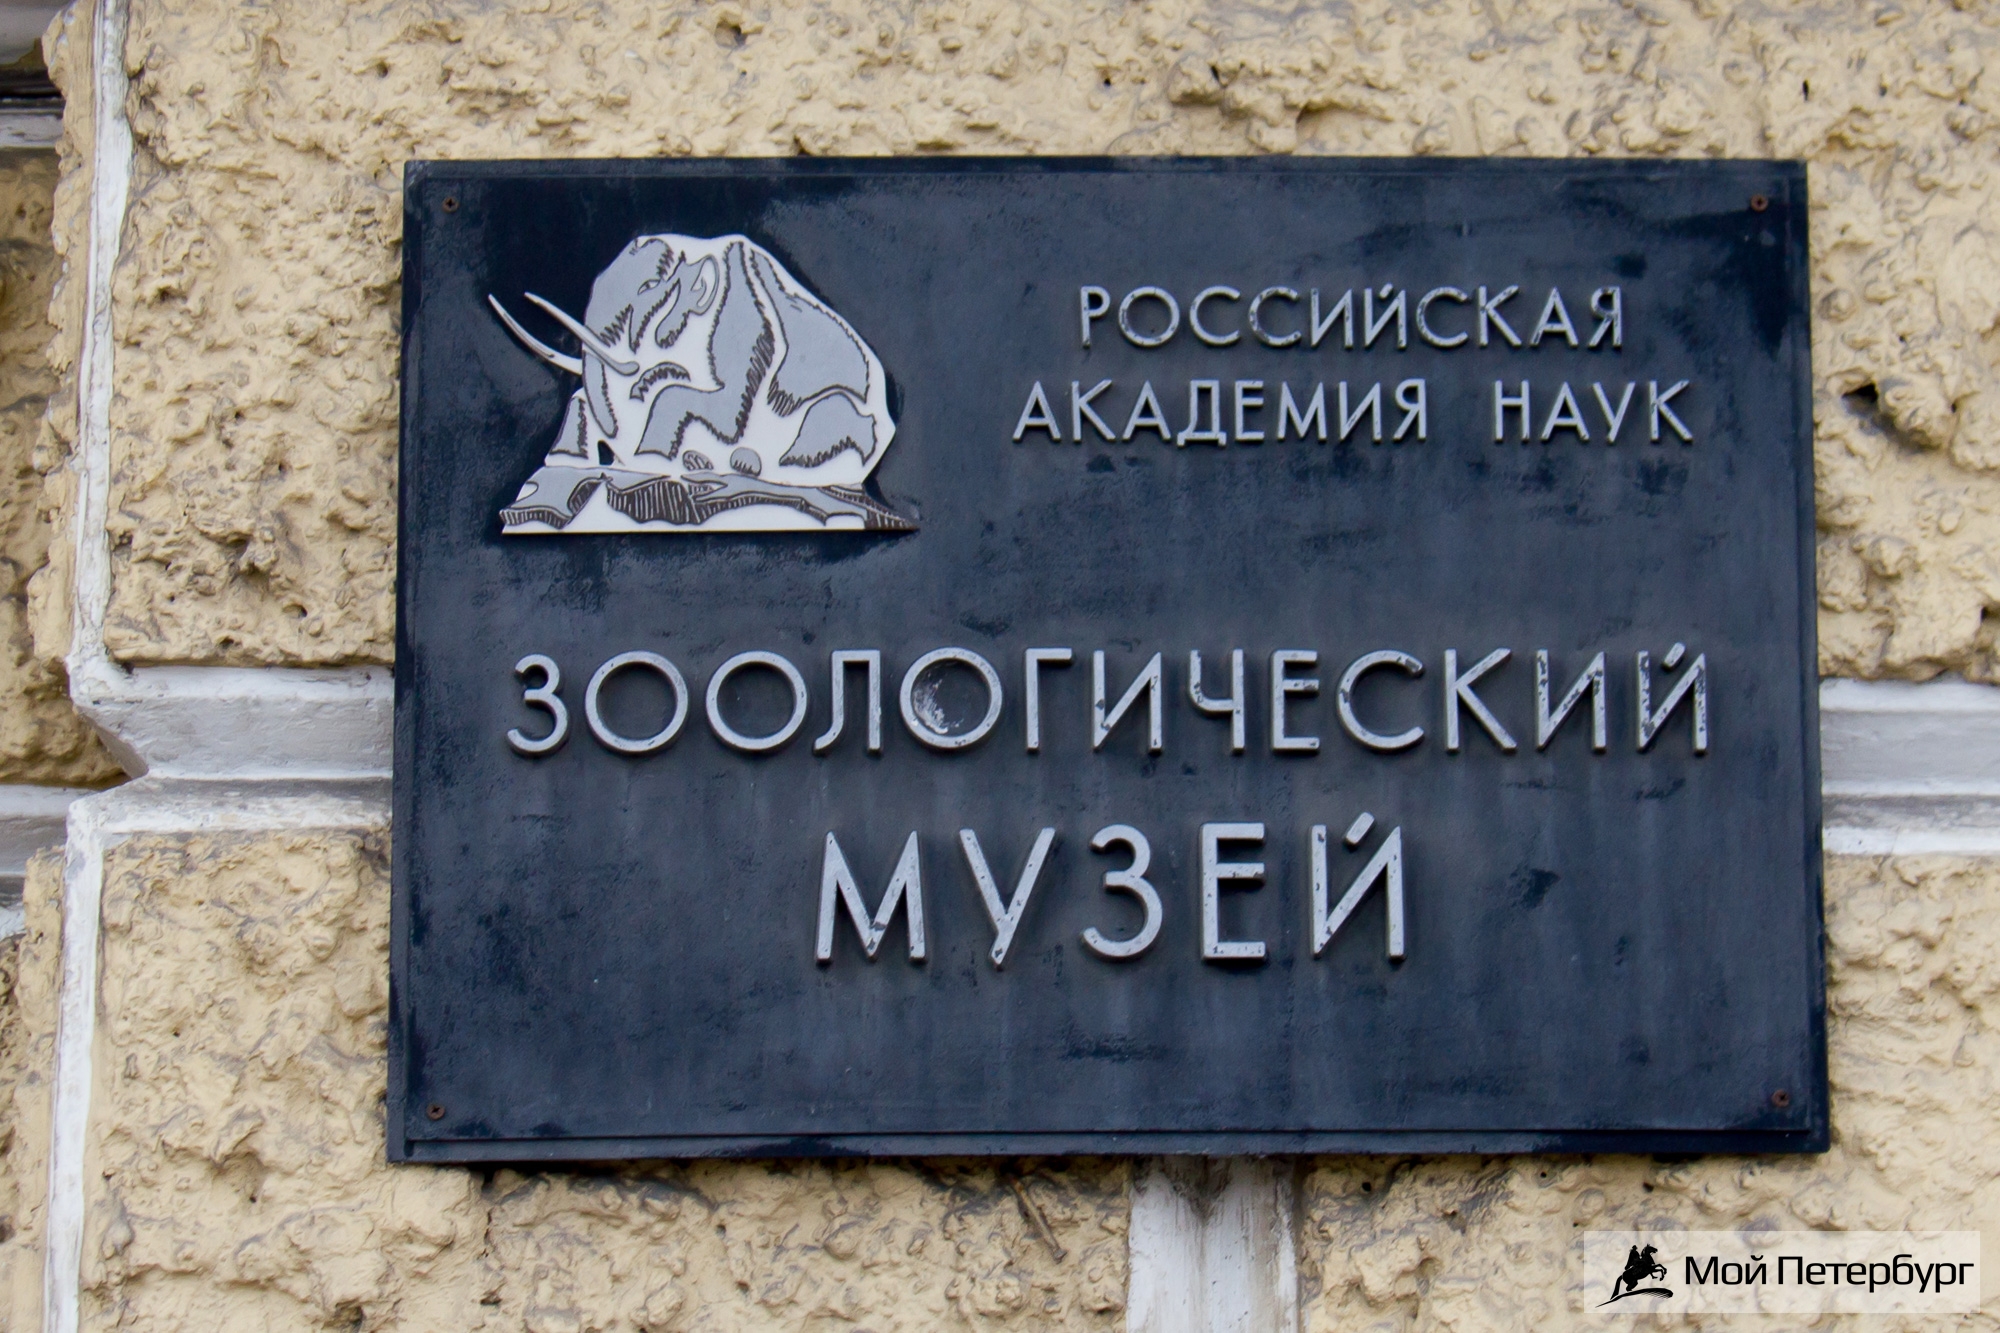 РОССИЙСКАЯ
АКАДЕМИЯ НАУК
ЗООЛОГИЧЕСКИЙ
МУЗЕЙ
Мой Петербург